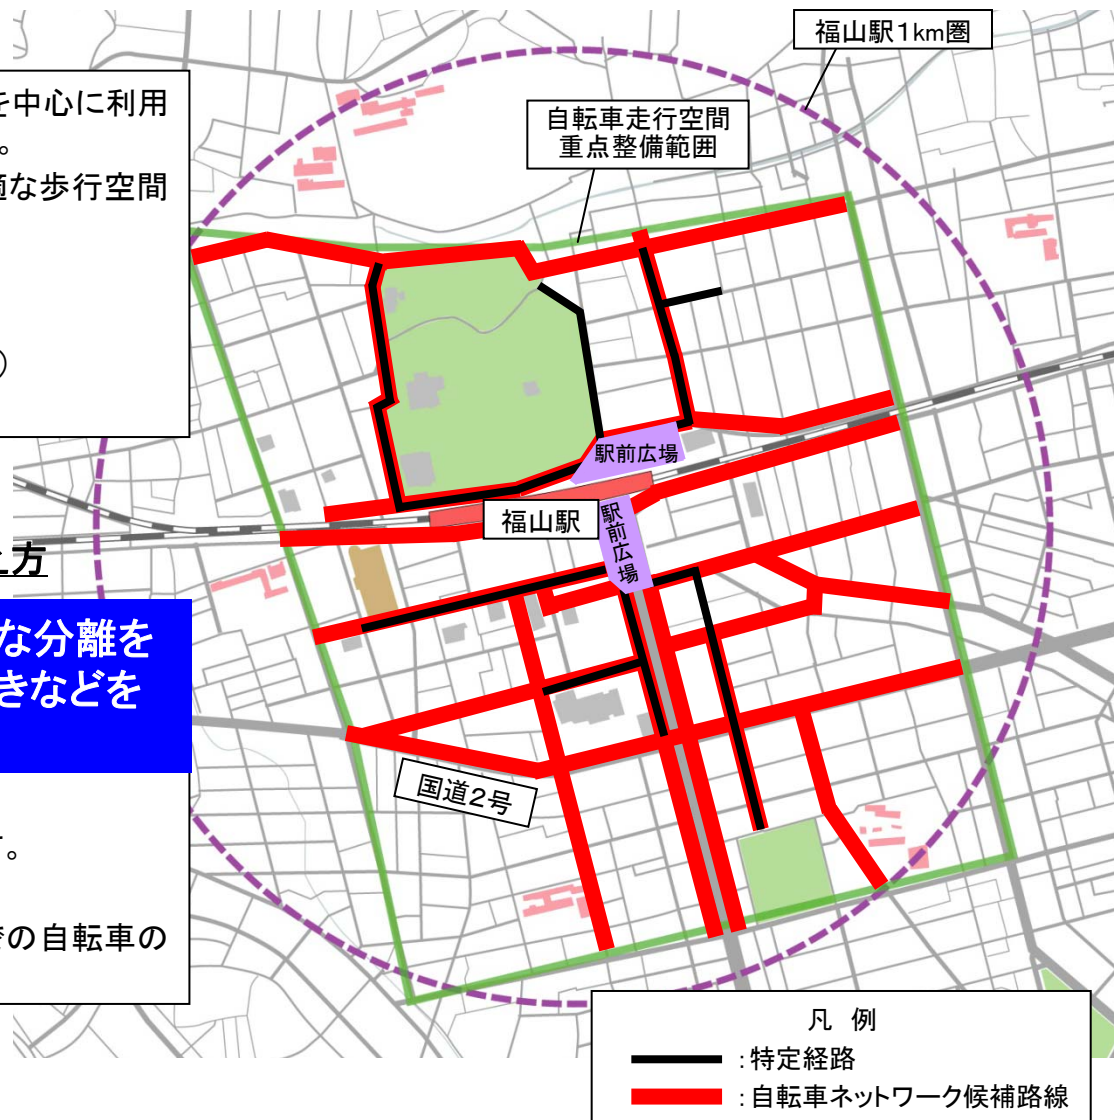 福山駅1km圏
自転車走行空間
重点整備範囲
を中心に利用
。
適な歩行空間
)
え方
な分離を
きなどを
。
での自転車の
駅前広場
福山駅
駅前広場
国道2号
凡 例
:特定経路
:自転車ネットワーク候補路線